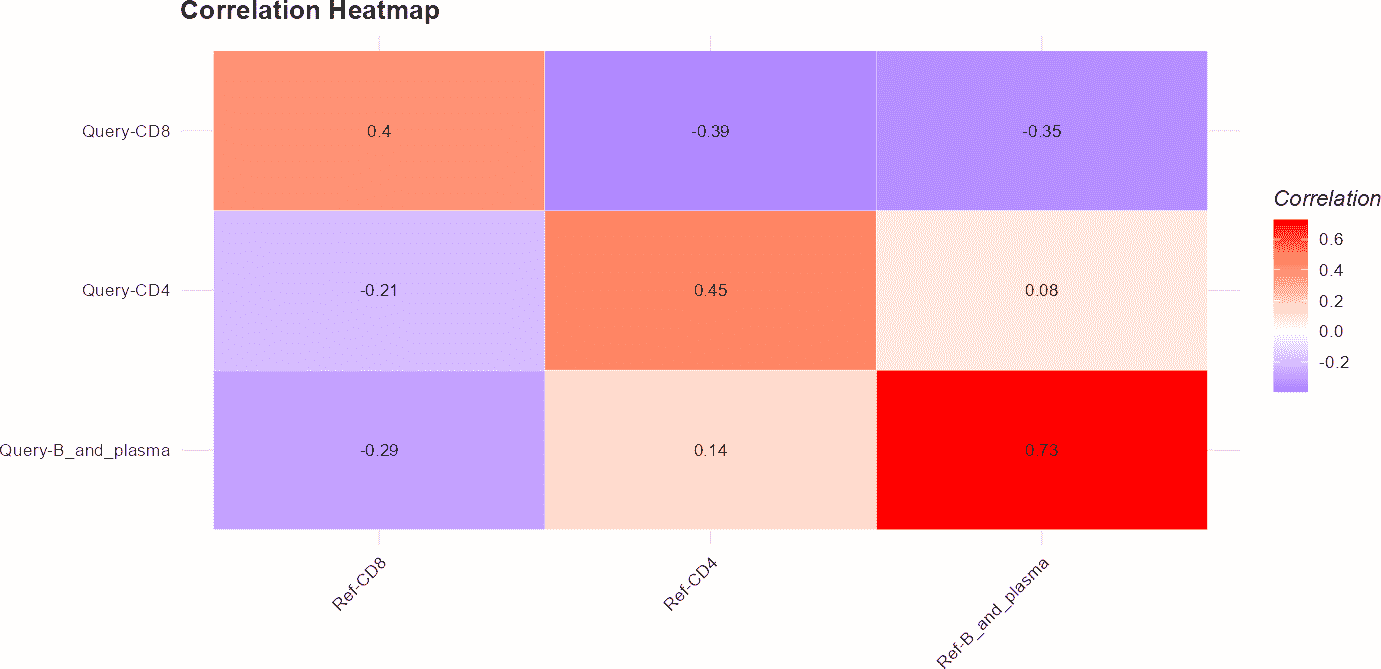 Correlation Heatmap
Query-CD8 0.4 -0.39 -0.35
Query-CD4 -0.21 0.45 0.08
Query-B_and_plasma -0.29 0.14 0.73
Ref-CD8 Ref-CD4 Ref-B_and_plasma
Correlation
0.6
0.4
0.2
0.0
-0.2